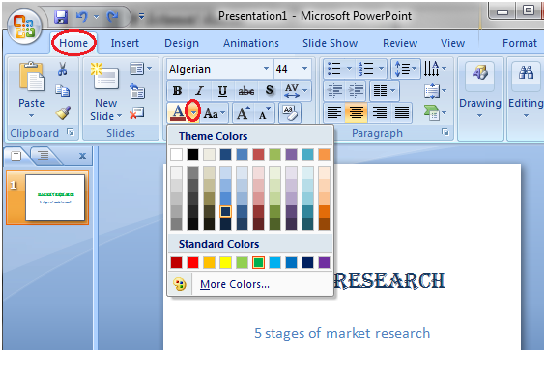 Presentation1 - Microsoft PowerPoint
Home Insert Design Animations Slide Show Review View Format
Algerian 44
Paste
New
Slide
Drawing
Editing
B I U abc S AV
A Aa A A
Clipboard
Slides
Paragraph
Theme Colors
Standard Colors
More Colors...
1
RESEARCH
5 stages of market research